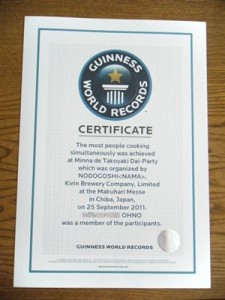 GUINNESS
WORLD RECORDS
CERTIFICATE
The most people cooking
simultaneously was achieved
at Minna de Takoyaki Dai-Party
which was organized by
NODOGOSHI<NAMA>,
Kirin Brewery Company, Limited
at the Makuhari Messe
in Chiba, Japan,
on 25 September 2011.
OHNO
was a member of the participants.
GUINNESS WORLD RECORDS